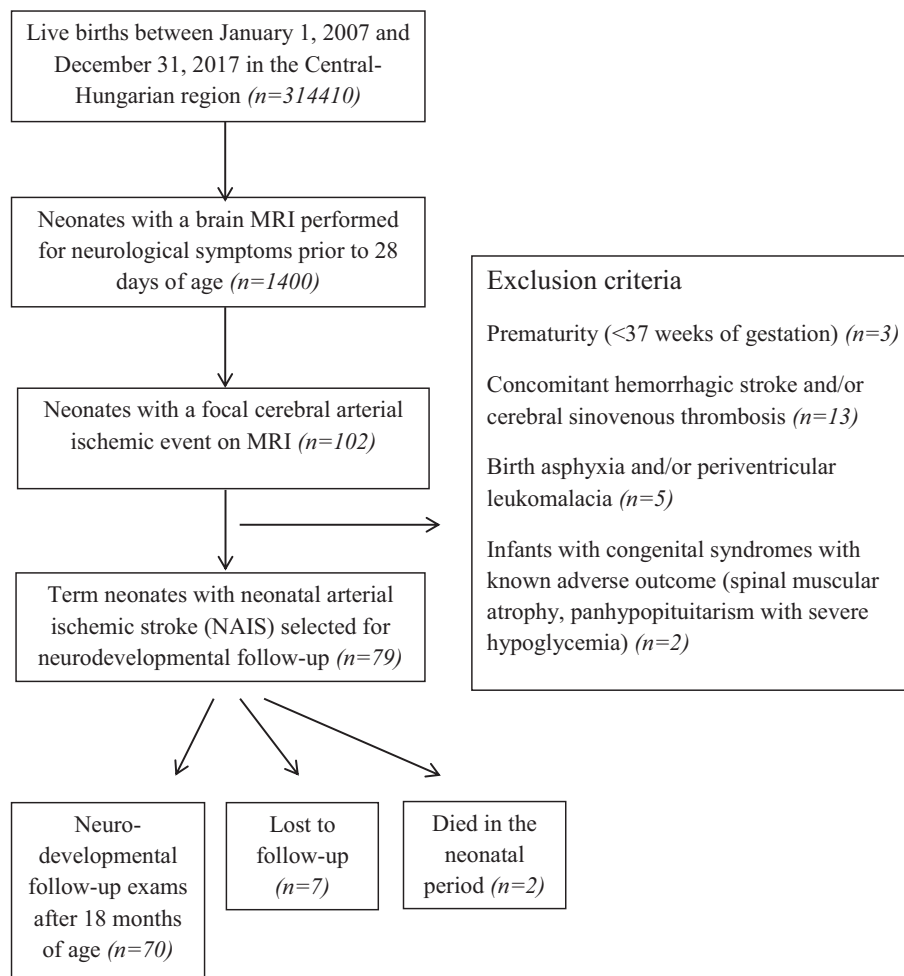 Live births between January 1, 2007 and
December 31, 2017 in the Central-
Hungarian region (n=314410)
Neonates with a brain MRI performed
for neurological symptoms prior to 28
days of age (n=1400)
Neonates with a focal cerebral arterial
ischemic event on MRI (n=102)
Exclusion criteria
Prematurity (<37 weeks of gestation) (n=3)
Concomitant hemorrhagic stroke and/or
cerebral sinovenous thrombosis (n=13)
Birth asphyxia and/or periventricular
leukomalacia (n=5)
Infants with congenital syndromes with
known adverse outcome (spinal muscular
atrophy, panhypopituitarism with severe
hypoglycemia) (n=2)
Term neonates with neonatal arterial
ischemic stroke (NAIS) selected for
neurodevelopmental follow-up (n=79)
Neuro-
developmental
follow-up exams
after 18 months
of age (n=70)
Lost to
follow-up
(n=7)
Died in the
neonatal
period (n=2)